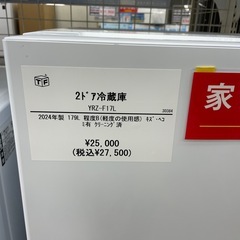 TF
2ﾄﾞｱ冷蔵庫
YRZ-F17L
2024年製 179L 程度B(軽度の使用感) ｷｽﾞ･ﾍｺ
ﾐ有 ｸﾘｰﾆﾝｸﾞ済
¥25,000
(税込¥27,500)
家